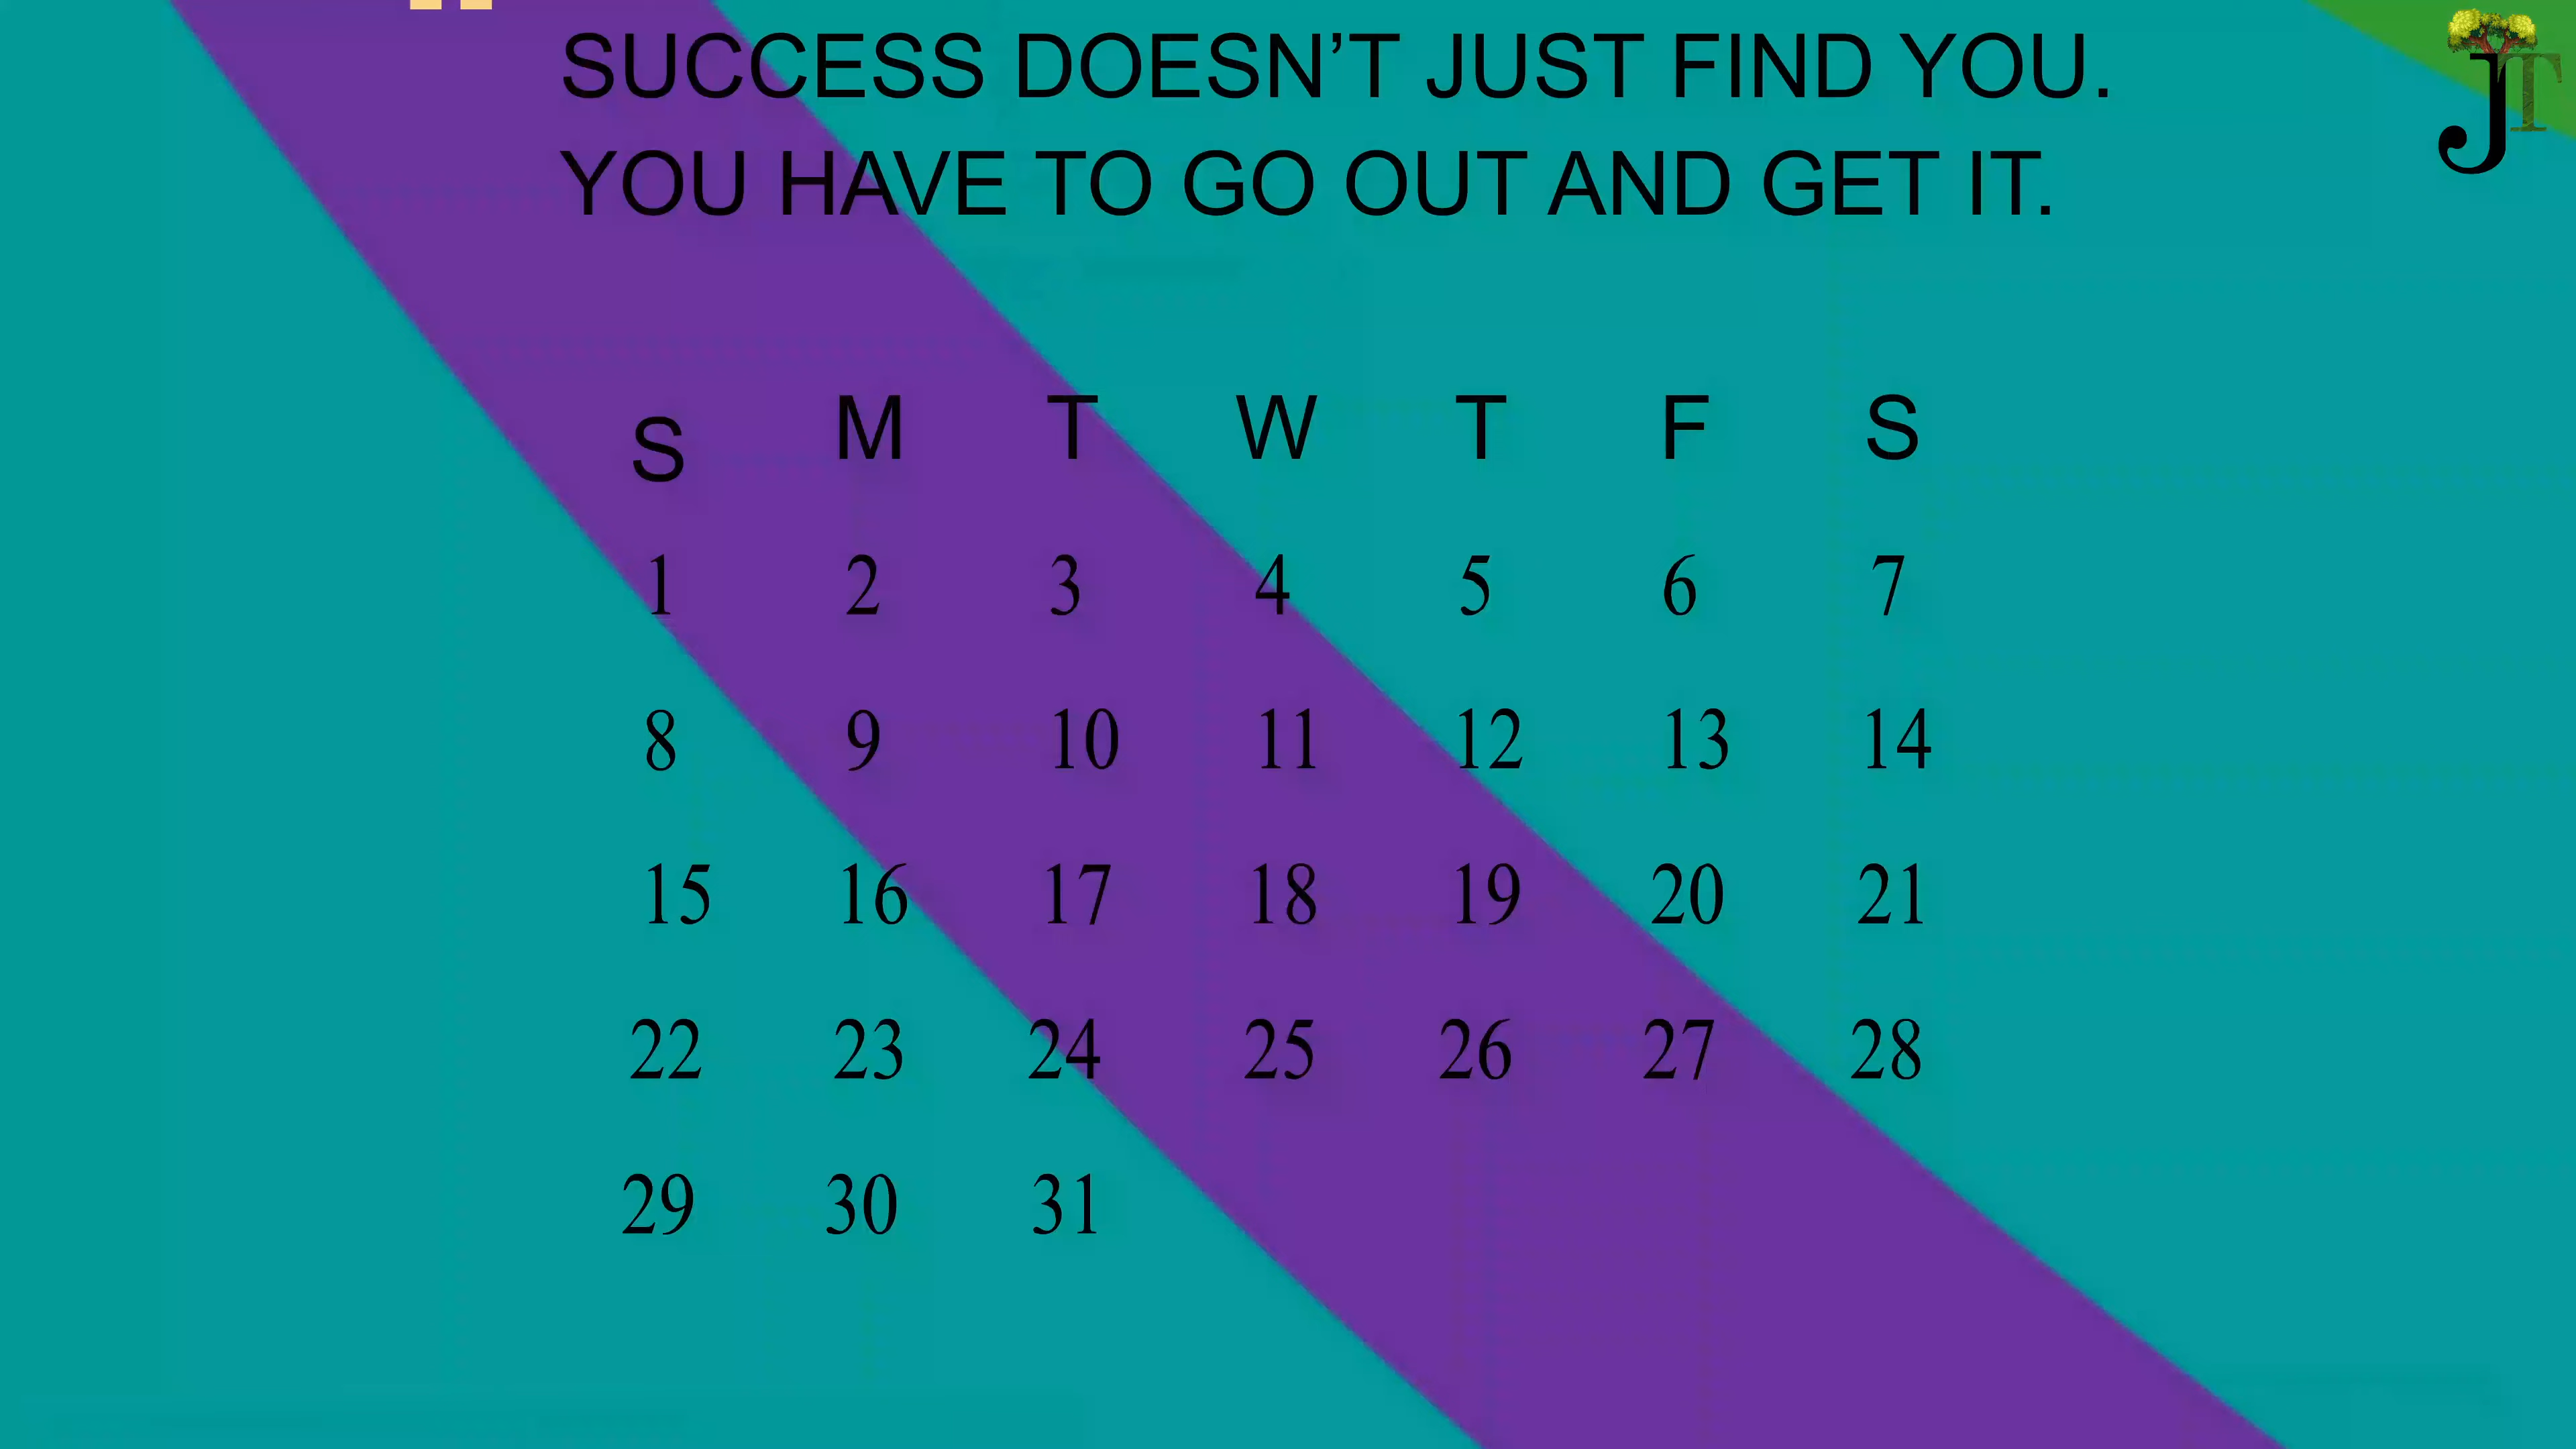 SUCCESS DOESN’T JUST FIND YOU.
YOU HAVE TO GO OUT AND GET IT.
JT
S M T W T F S
1 2 3 4 5 6 7
8 9 10 11 12 13 14
15 16 17 18 19 20 21
22 23 24 25 26 27 28
29 30 31